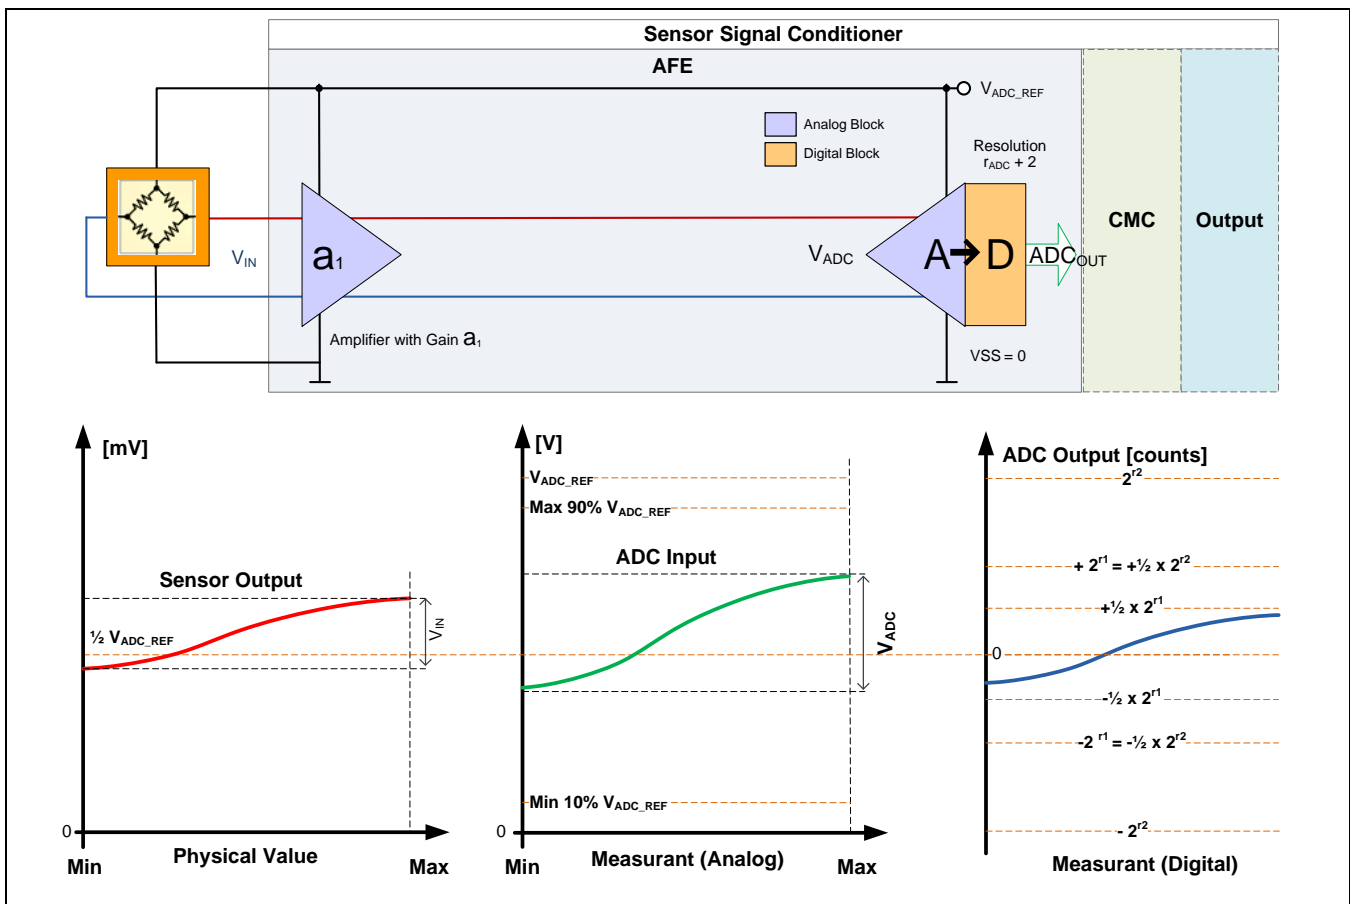 Sensor Signal Conditioner
AFE
VADC_REF
Analog Block
Digital Block
Resolution
rADC + 2
CMC
Output
VIN
a1
VADC
A
D
ADCOUT
Amplifier with Gain a1
VSS = 0
[mV]
Sensor Output
½ VADC_REF
VIN
0
Min
Physical Value
Max
[V]
VADC_REF
Max 90% VADC_REF
ADC Input
VADC
Min 10% VADC_REF
0
Min
Measurant (Analog)
Max
ADC Output [counts]
2r2
+ 2r1 = +½ x 2r2
+½ x 2r1
0
-½ x 2r1
-2 r1 = -½ x 2r2
- 2r2
Measurant (Digital)